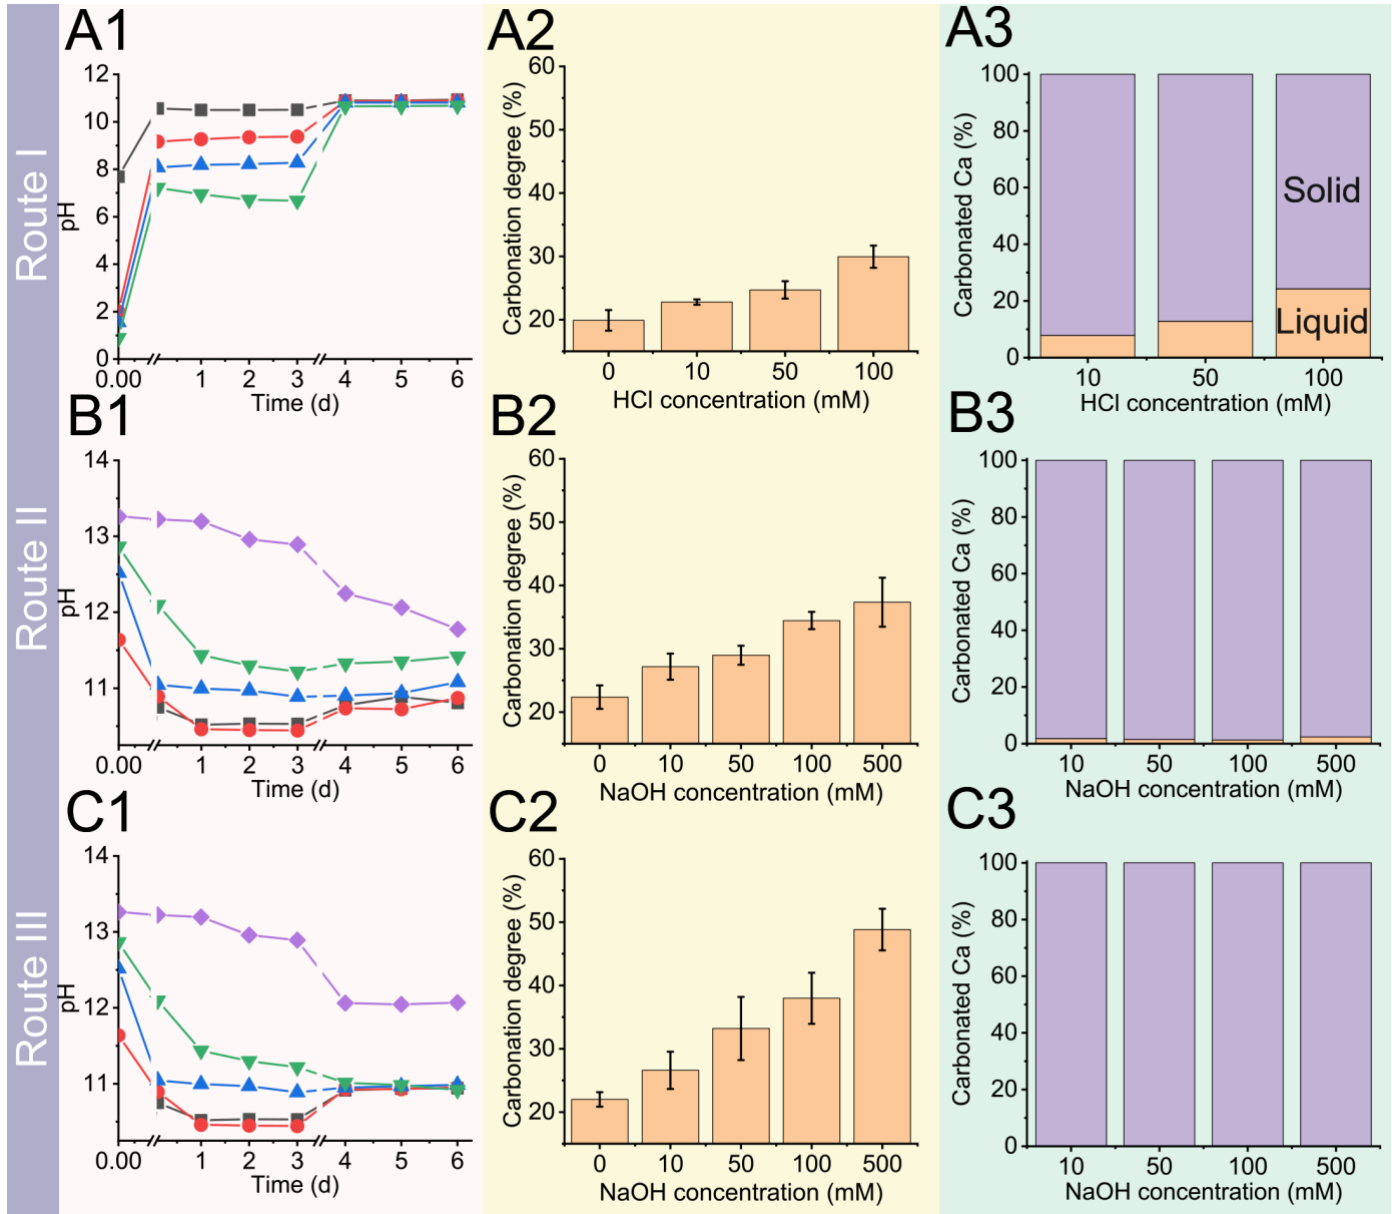 Route I
A1
pH
12
10
8
6
4
2
0
0.00 1 2 3 4 5 6
Time (d)
A2
Carbonation degree (%)
60
50
40
30
20
0 10 50 100
HCl concentration (mM)
A3
Carbonated Ca (%)
100
80
60
40
20
0
Solid
Liquid
10 50 100
HCl concentration (mM)
Route II
B1
pH
14
13
12
11
0.00 1 2 3 4 5 6
Time (d)
B2
Carbonation degree (%)
60
50
40
30
20
0 10 50 100 500
NaOH concentration (mM)
B3
Carbonated Ca (%)
100
80
60
40
20
0
10 50 100 500
NaOH concentration (mM)
Route III
C1
pH
14
13
12
11
0.00 1 2 3 4 5 6
Time (d)
C2
Carbonation degree (%)
60
50
40
30
20
0 10 50 100 500
NaOH concentration (mM)
C3
Carbonated Ca (%)
100
80
60
40
20
0
10 50 100 500
NaOH concentration (mM)